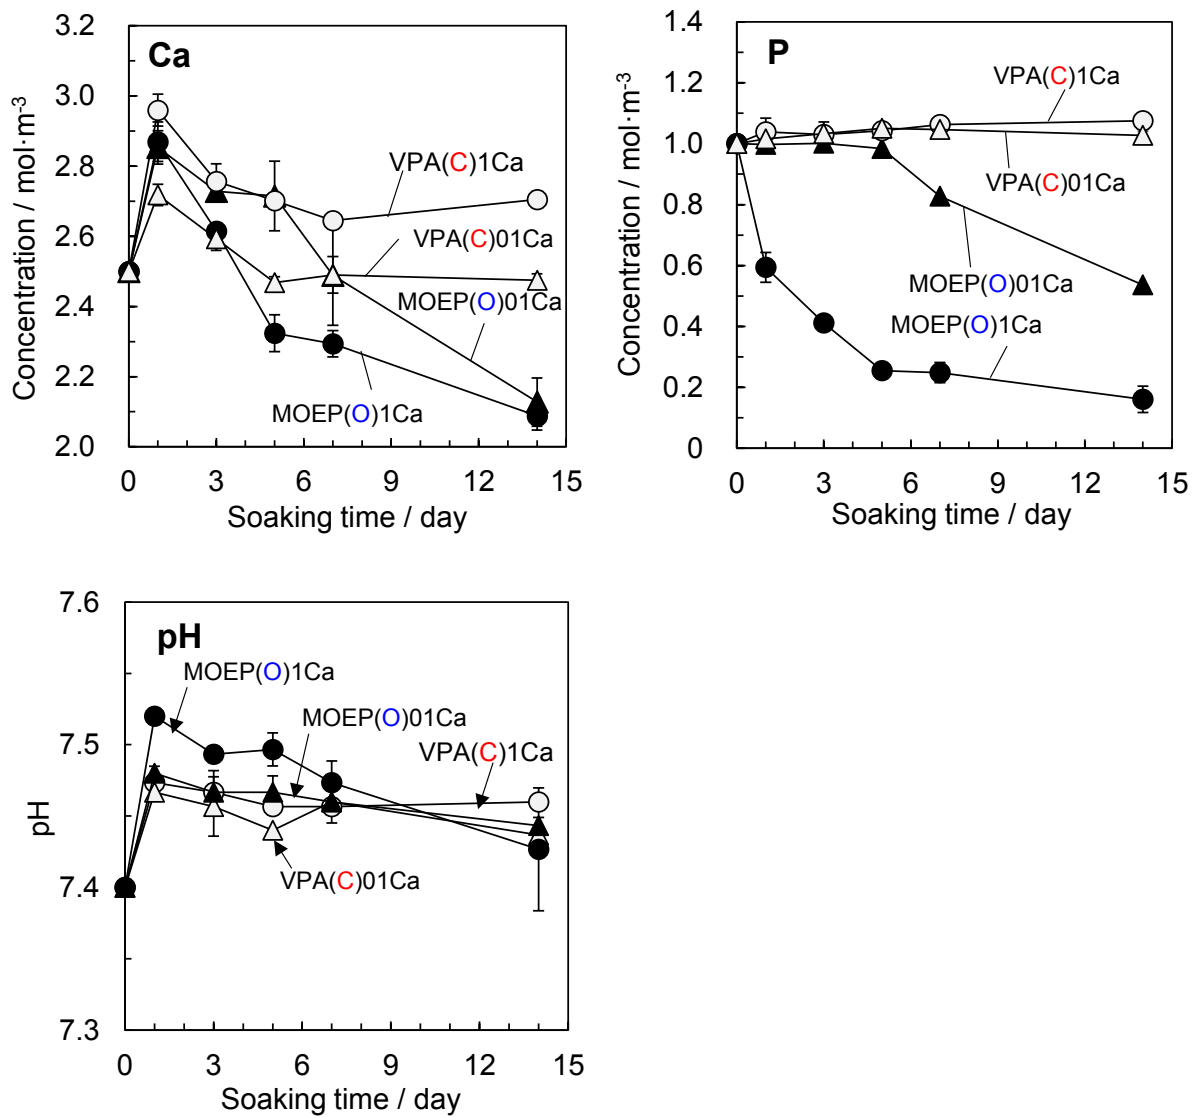 Ca
Concentration / mol·m-3
3.2
3.0
2.8
2.6
2.4
2.2
2.0
VPA(C)1Ca
VPA(C)01Ca
MOEP(O)01Ca
MOEP(O)1Ca
0 3 6 9 12 15
Soaking time / day
P
Concentration / mol·m-3
1.4
1.2
1.0
0.8
0.6
0.4
0.2
0
VPA(C)1Ca
VPA(C)01Ca
MOEP(O)01Ca
MOEP(O)1Ca
0 3 6 9 12 15
Soaking time / day
pH
pH
7.6
7.5
7.4
7.3
MOEP(O)1Ca
MOEP(O)01Ca
VPA(C)1Ca
VPA(C)01Ca
0 3 6 9 12 15
Soaking time / day